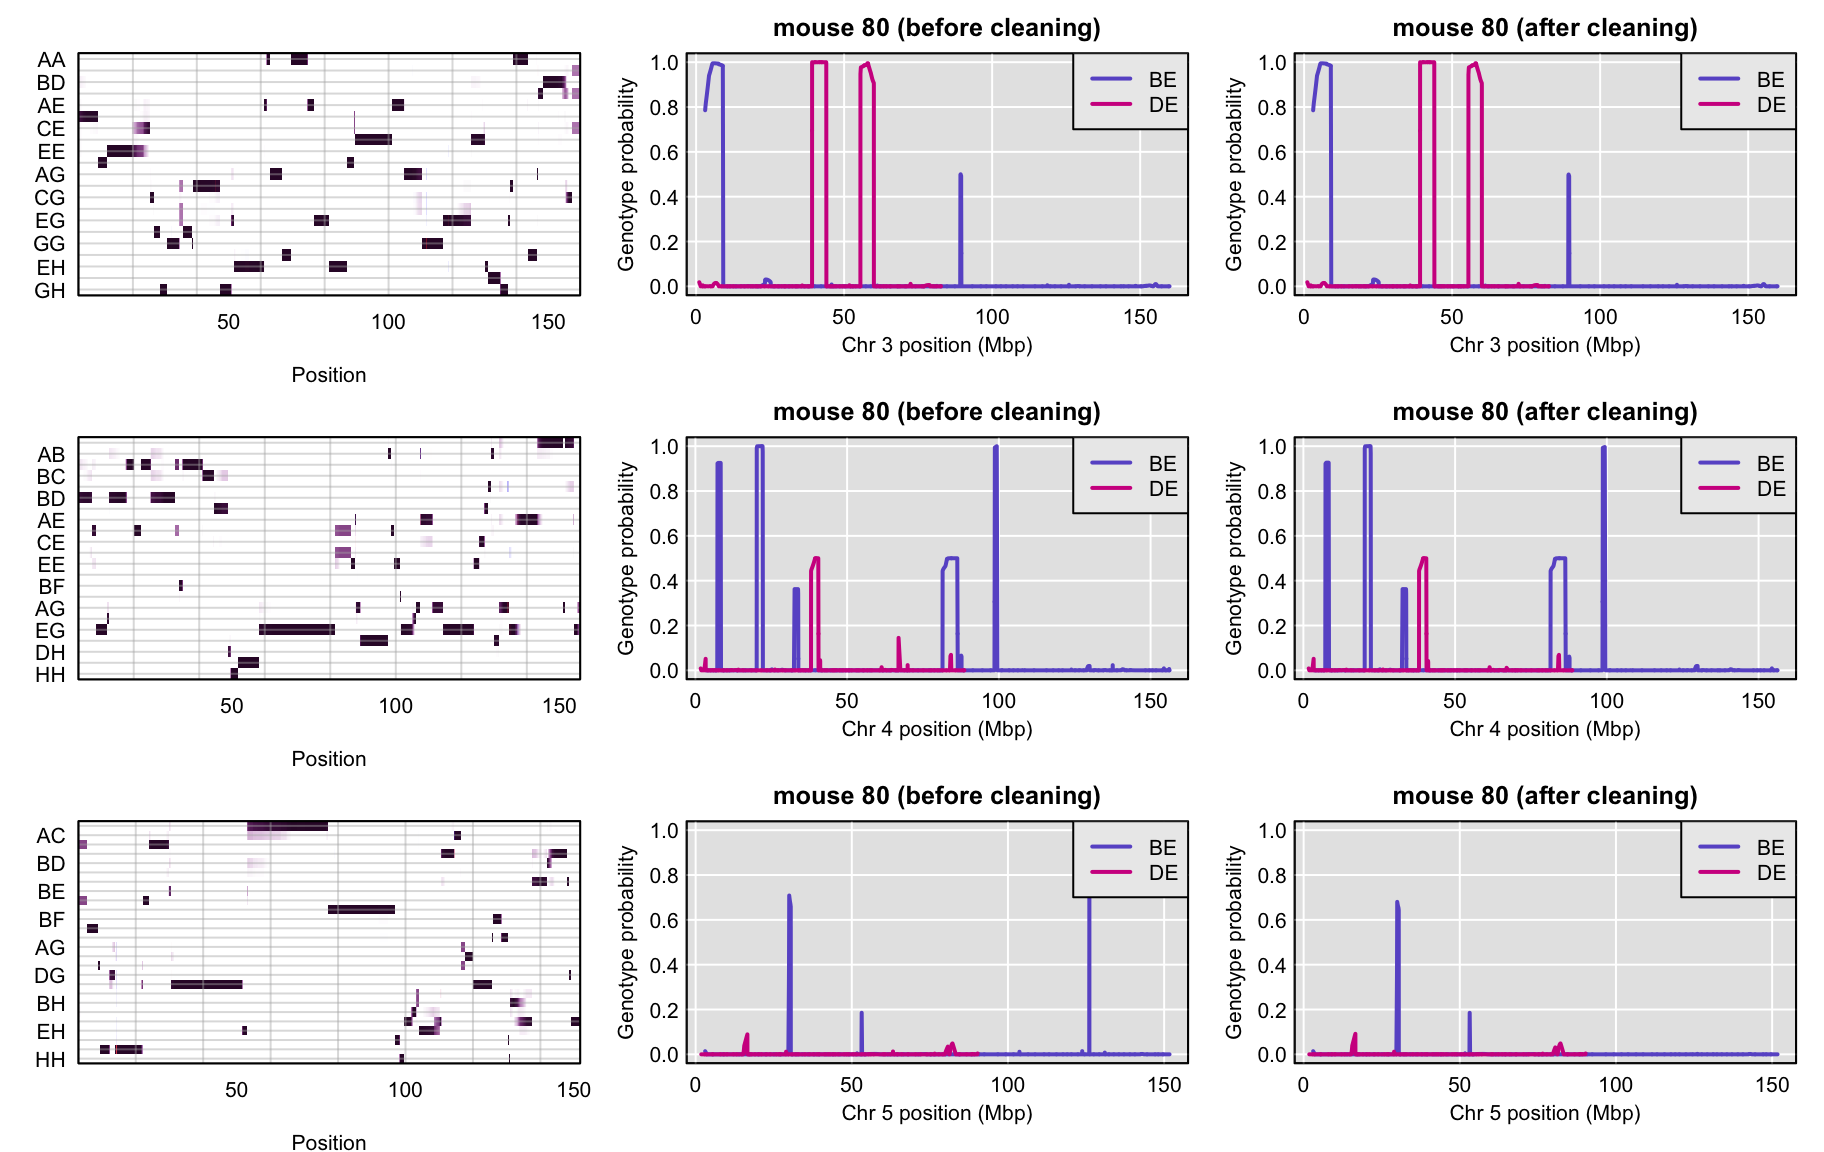 mouse 80 (before cleaning)
mouse 80 (after cleaning)
AA
BD
AE
CE
EE
AG
CG
EG
GG
EH
GH
50 100 150
Position
Genotype probability
1.0
0.8
0.6
0.4
0.2
0.0
BE
DE
0 50 100 150
Chr 3 position (Mbp)
Genotype probability
1.0
0.8
0.6
0.4
0.2
0.0
BE
DE
0 50 100 150
Chr 3 position (Mbp)
mouse 80 (before cleaning)
mouse 80 (after cleaning)
AB
BC
BD
AE
CE
EE
BF
AG
EG
DH
HH
50 100 150
Position
Genotype probability
1.0
0.8
0.6
0.4
0.2
0.0
BE
DE
0 50 100 150
Chr 4 position (Mbp)
Genotype probability
1.0
0.8
0.6
0.4
0.2
0.0
BE
DE
0 50 100 150
Chr 4 position (Mbp)
mouse 80 (before cleaning)
mouse 80 (after cleaning)
AC
BD
BE
BF
AG
DG
BH
EH
HH
50 100 150
Position
Genotype probability
1.0
0.8
0.6
0.4
0.2
0.0
BE
DE
0 50 100 150
Chr 5 position (Mbp)
Genotype probability
1.0
0.8
0.6
0.4
0.2
0.0
BE
DE
0 50 100 150
Chr 5 position (Mbp)